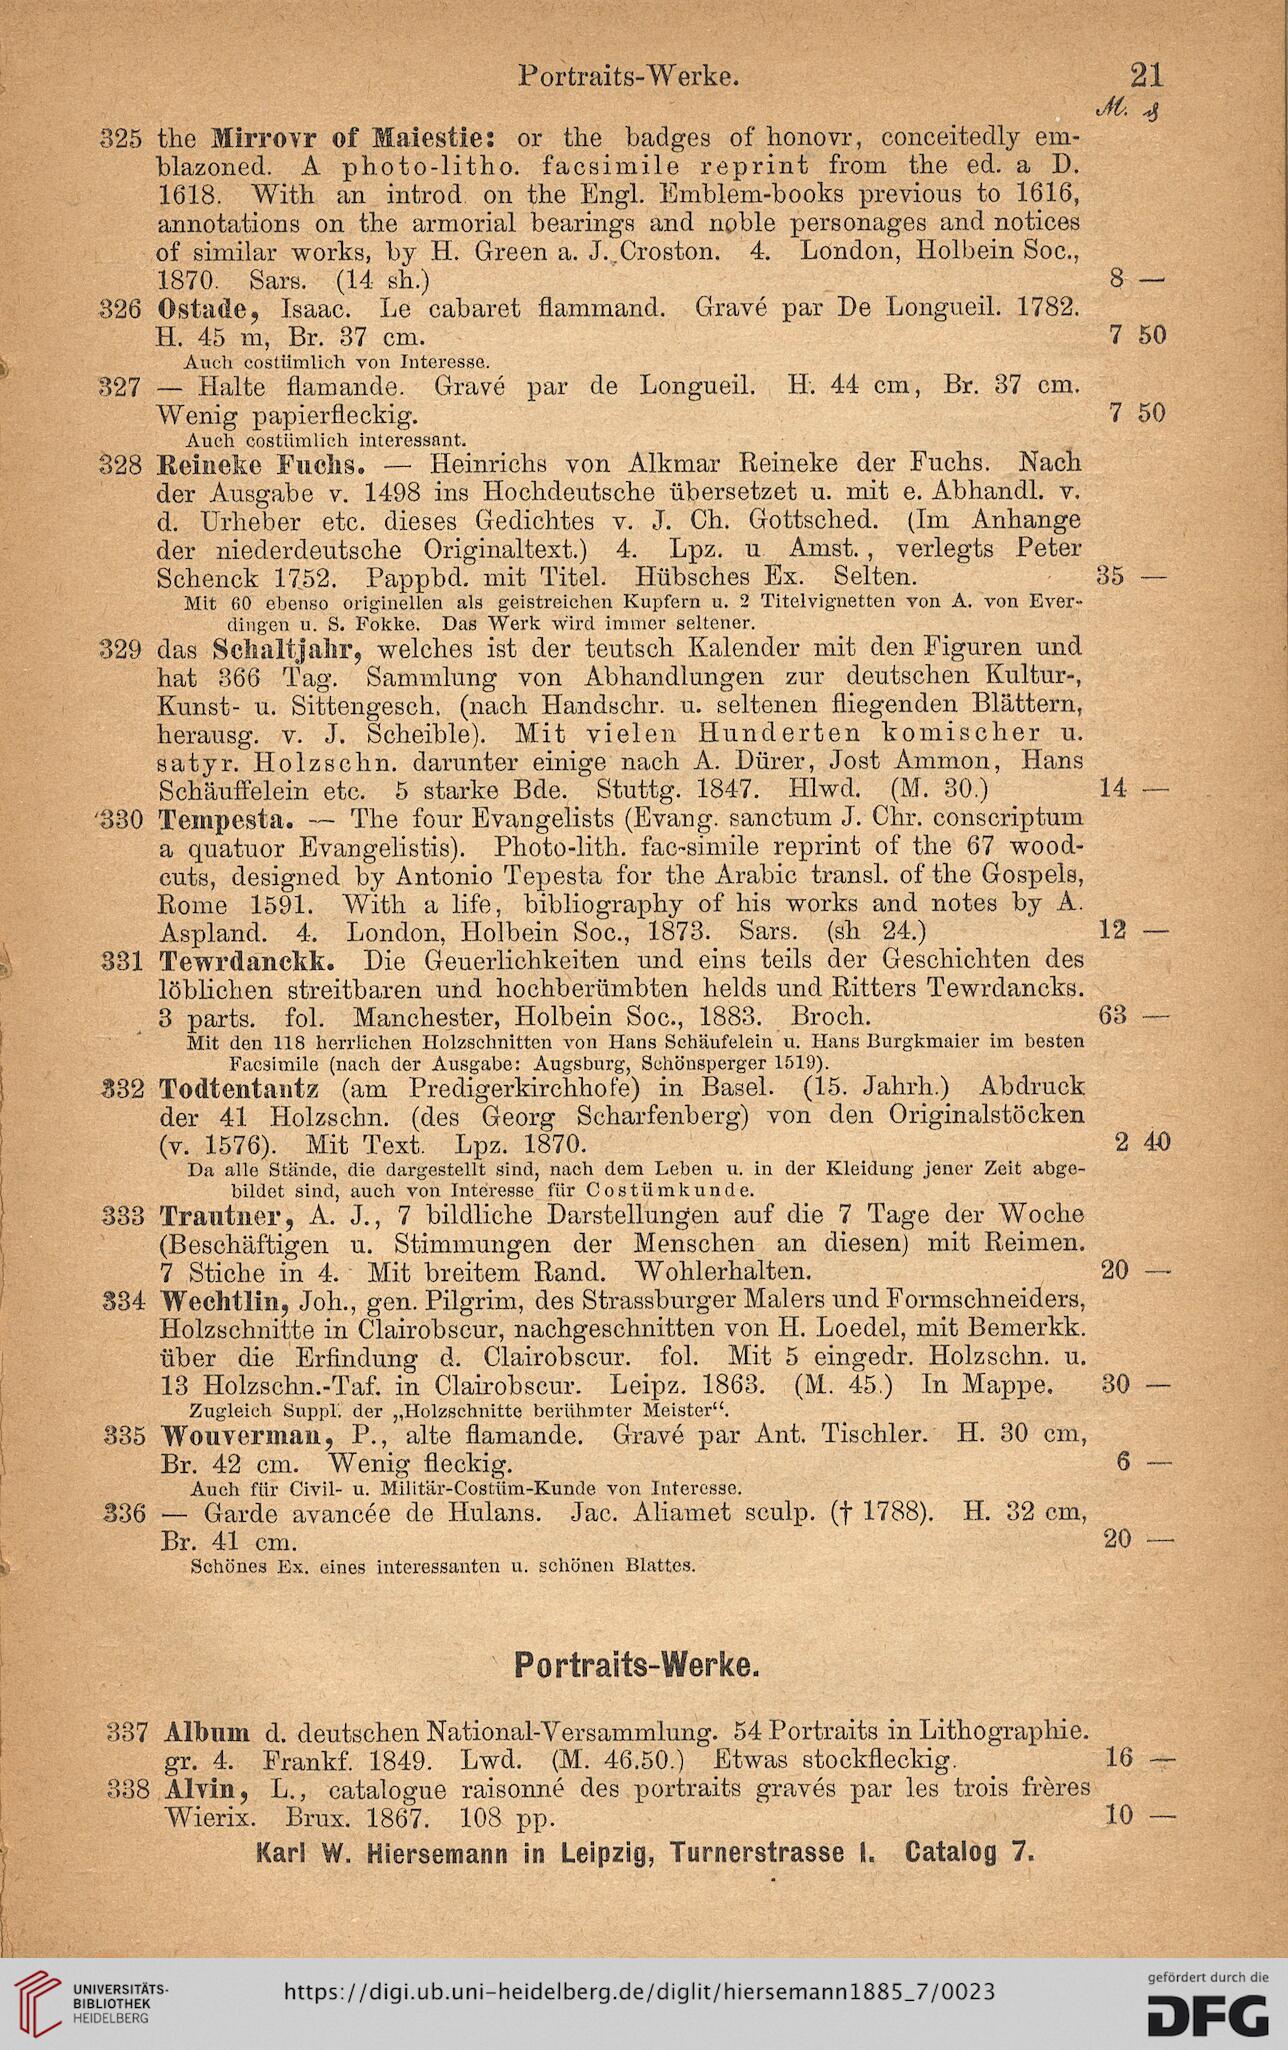 Portraits-Werke. 21
M. ₰
325 the Mirrovr of Maiestie: or the badges of honovr, conceitedly em-
blazoned. A photo-litho. facsimile reprint from the ed. a D.
1618. With an introd on the Engl. Emblem-books previous to 1616,
annotations on the armorial bearings and noble personages and notices
of similar works, by H. Green a. J. Croston. 4. London, Holbein Soc.,
1870. Sars. (14 sh.) 8 —
326 Ostade, Isaac. Le cabaret flammand. Gravé par De Longueil. 1782.
H. 45 m, Br. 37 cm. 7 50
Auch costümlich von Interesse.
327 — Halte flamande. Gravé par de Longueil. H. 44 cm, Br. 37 cm.
Wenig papierfleckig. 7 50
Auch costümlich interessant.
328 Reineke Fuchs. — Heinrichs von Alkmar Reineke der Fuchs. Nach
der Ausgabe v. 1498 ins Hochdeutsche übersetzet u. mit e. Abhandl. v.
d. Urheber etc. dieses Gedichtes v. J. Ch. Gottsched. (Im Anhange
der niederdeutsche Originaltext.) 4. Lpz. u Amst., verlegts Peter
Schenck 1752. Pappbd. mit Titel. Hübsches Ex. Selten. 35 —
Mit 60 ebenso originellen als geistreichen Kupfern u. 2 Titelvignetten von A. von Ever-
dingen u. S. Fokke. Das Werk wird immer seltener.
329 das Schaltjahr, welches ist der teutsch Kalender mit den Figuren und
hat 366 Tag. Sammlung von Abhandlungen zur deutschen Kultur-,
Kunst- u. Sittengesch. (nach Handschr. u. seltenen fliegenden Blättern,
herausg. v. J. Scheible). Mit vielen Hunderten komischer u.
satyr. Holzschn. darunter einige nach A. Dürer, Jost Ammon, Hans
Schäuffelein etc. 5 starke Bde. Stuttg. 1847. Hlwd. (M. 30.) 14 —
330 Tempesta. — The four Evangelists (Evang. sanctum J. Chr. conscriptum
a quatuor Evangelistis). Photo-lith. fac-simile reprint of the 67 wood-
cuts, designed by Antonio Tepesta for the Arabic transl. of the Gospels,
Rome 1591. With a life, bibliography of his works and notes by A.
Aspland. 4. London, Holbein Soc., 1873. Sars. (sh 24.) 12 —
331 Tewrdanckk. Die Geuerlichkeiten und eins teils der Geschichten des
löblichen streitbaren und hochberümbten helds und Ritters Tewrdancks.
3 parts. fol. Manchester, Holbein Soc., 1883. Broch. 63 —
Mit den 118 herrlichen Holzschnitten von Hans Schäufelein u. Hans Burgkmaier im besten
Facsimile (nach der Ausgabe: Augsburg, Schönsperger 1519).
332 Todtentantz (am Predigerkirchhofe) in Basel. (15. Jahrh.) Abdruck
der 41 Holzschn. (des Georg Scharfenberg) von den Originalstöcken
(v. 1576). Mit Text. Lpz. 1870. 2 40
Da alle Stände, die dargestellt sind, nach dem Leben u. in der Kleidung jener Zeit abge-
bildet sind, auch von Interesse für Costümkunde.
333 Trautner, A. J., 7 bildliche Darstellungen auf die 7 Tage der Woche
(Beschäftigen u. Stimmungen der Menschen an diesen) mit Reimen.
7 Stiche in 4. Mit breitem Rand. Wohlerhalten. 20 —
334 Wechtlin, Joh., gen. Pilgrim, des Strassburger Malers und Formschneiders,
Holzschnitte in Clairobscur, nachgeschnitten von H. Loedel, mit Bemerkk.
über die Erfindung d. Clairobscur. fol. Mit 5 eingedr. Holzschn. u.
13 Holzschn.-Taf. in Clairobscur. Leipz. 1863. (M. 45.) In Mappe. 30 —
Zugleich Suppl. der „Holzschnitte berühmter Meister“.
335 Wouverman, P., alte flamande. Gravé par Ant. Tischler. H. 30 cm,
Br. 42 cm. Wenig fleckig. 6 —
Auch für Civil- u. Militär-Costüm-Kunde von Interesse.
336 — Garde avancée de Hulans. Jac. Aliamet sculp. († 1788). H. 32 cm,
Br. 41 cm. 20 —
Schönes Ex. eines interessanten u. schönen Blattes.
Portraits-Werke.
337 Album d. deutschen National-Versammlung. 54 Portraits in Lithographie.
gr. 4. Frankf. 1849. Lwd. (M. 46.50.) Etwas stockfleckig. 16 —
338 Alvin, L., catalogue raisonné des portraits gravés par les trois frères
Wierix. Brux. 1867. 108 pp. 10 —
Karl W. Hiersemann in Leipzig, Turnerstrasse 1. Catalog 7.
UNIVERSITÄTS-
BIBLIOTHEK
HEIDELBERG
https://digi.ub.uni-heidelberg.de/diglit/hiersemann1885_7/0023
gefördert durch die
DFG